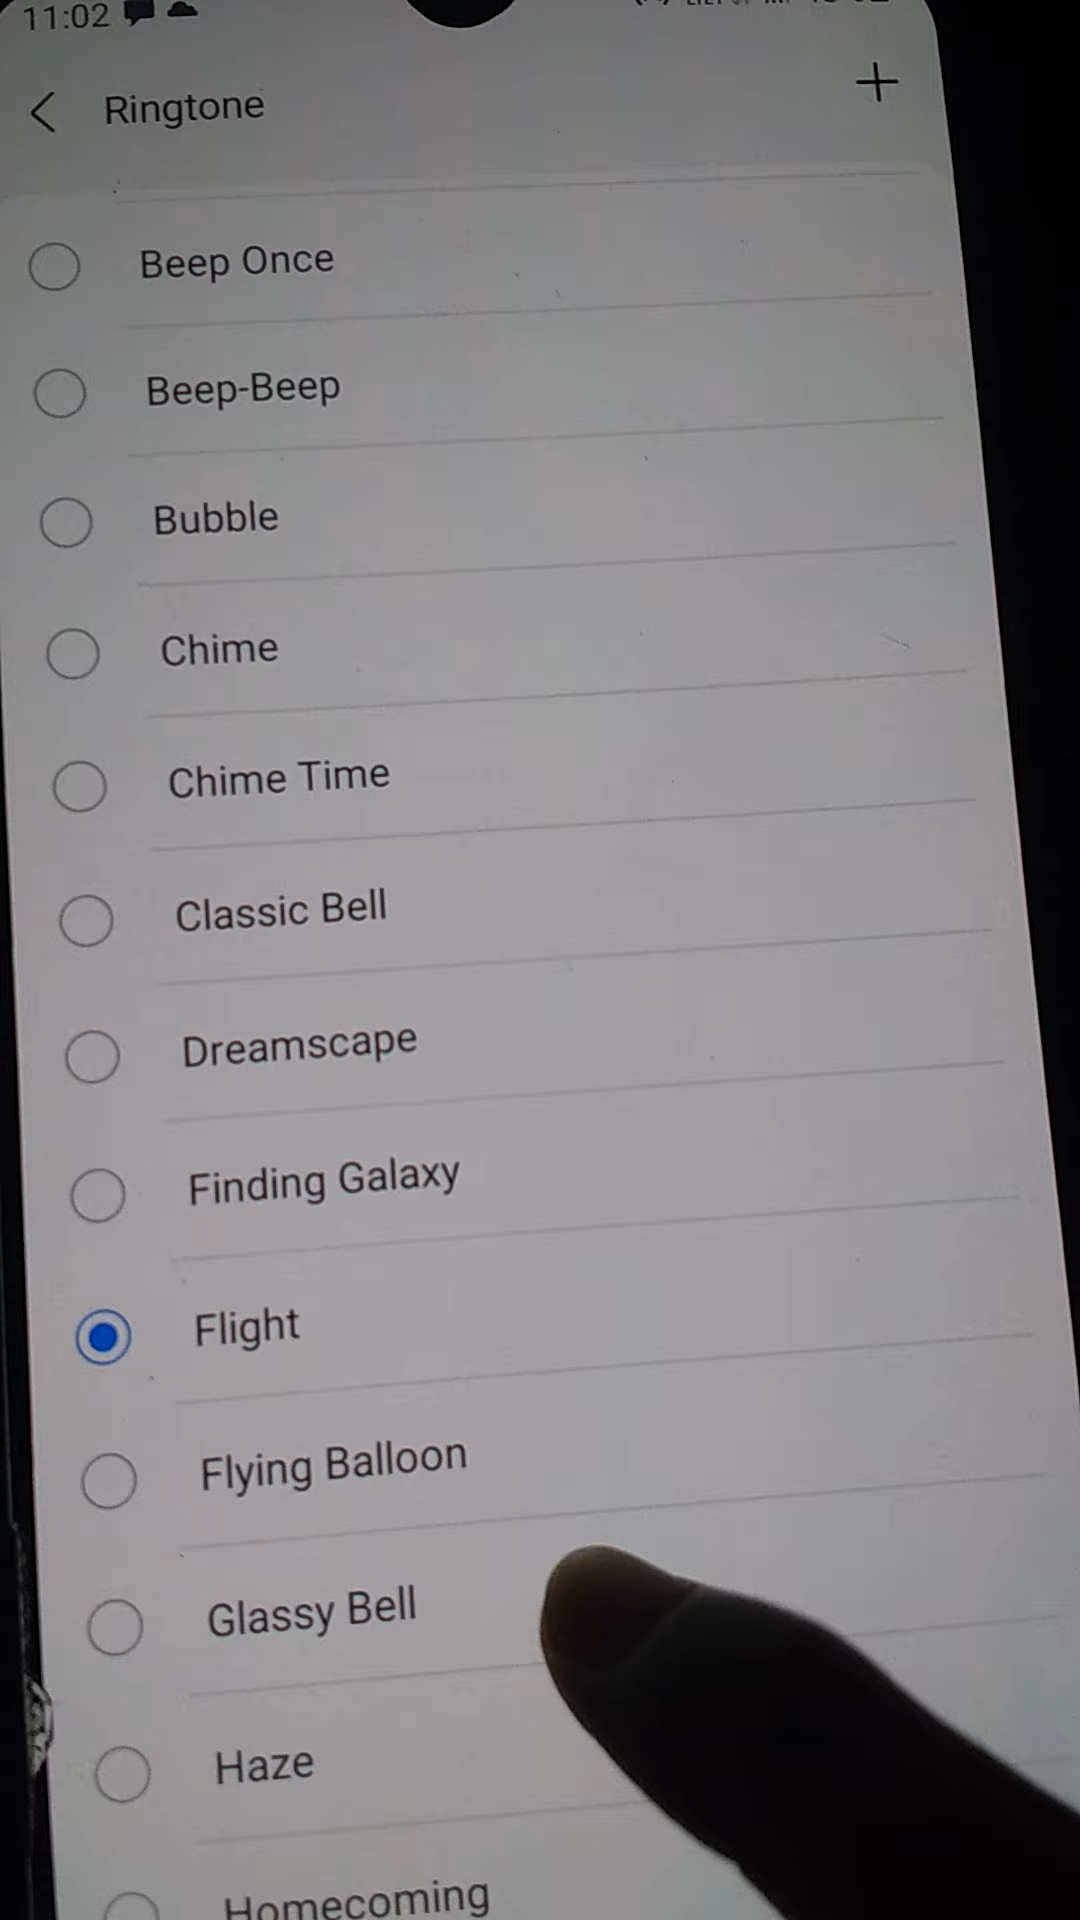 11:02
Ringtone
Beep Once
Beep-Beep
Bubble
Chime
Chime Time
Classic Bell
Dreamscape
Finding Galaxy
Flight
Flying Balloon
Glassy Bell
Haze
Homecoming